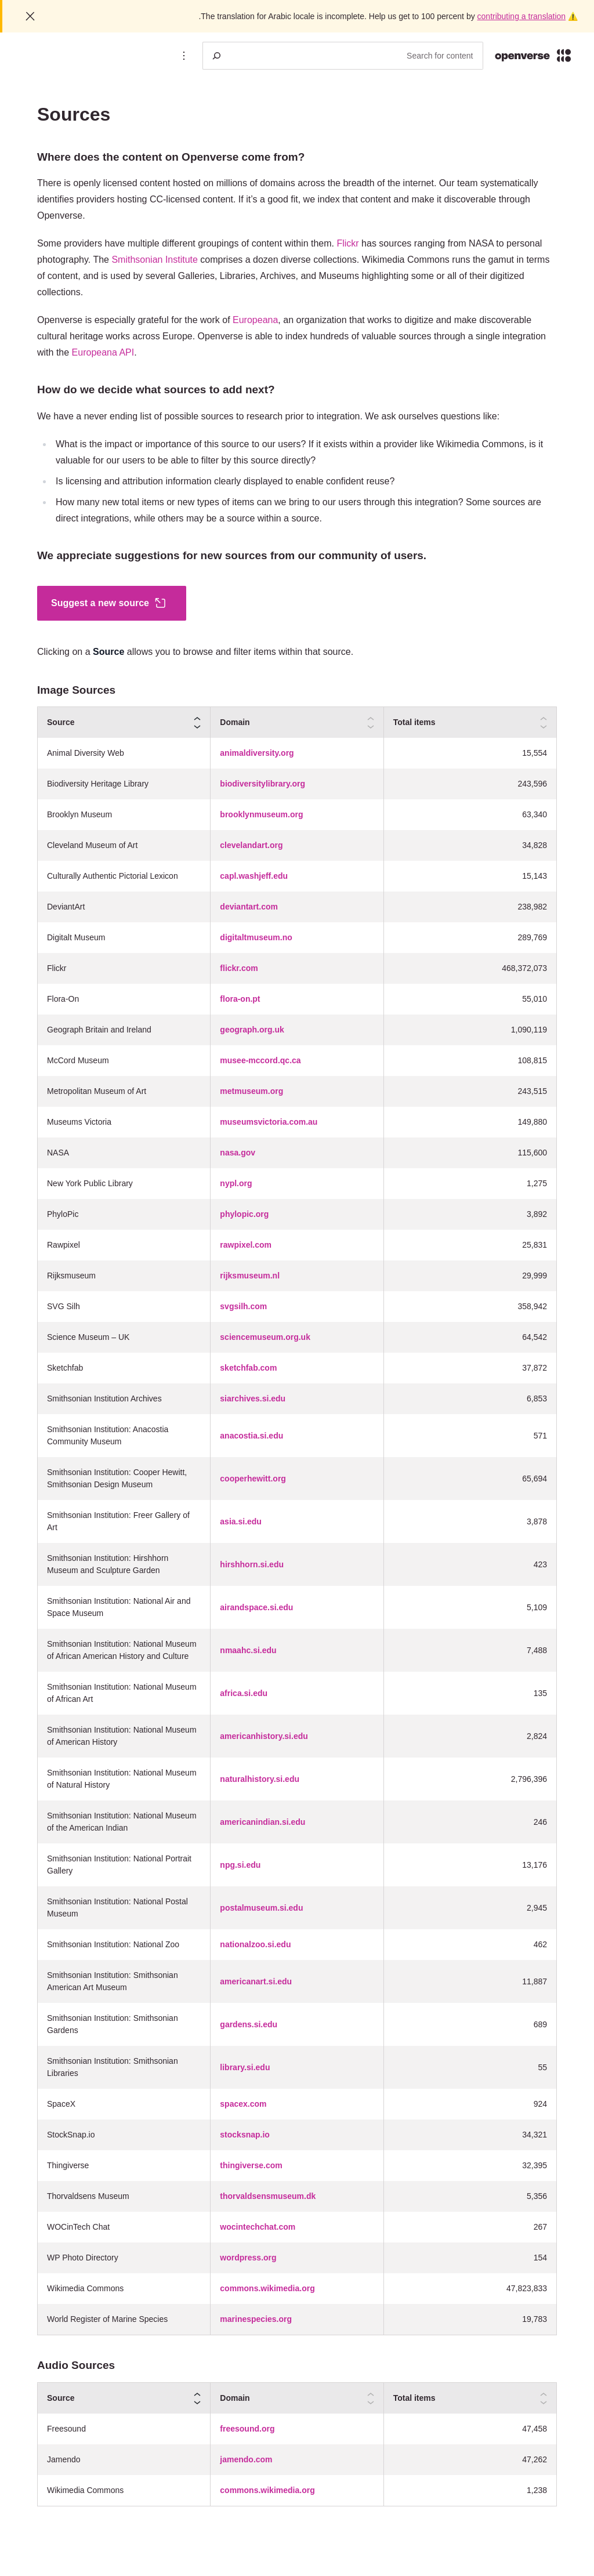 .The translation for Arabic locale is incomplete. Help us get to 100 percent by contributing a translation ⚠️
Search for content
openverse
Sources
Where does the content on Openverse come from?
There is openly licensed content hosted on millions of domains across the breadth of the internet. Our team systematically
identifies providers hosting CC-licensed content. If it's a good fit, we index that content and make it discoverable through
Openverse.
Some providers have multiple different groupings of content within them. Flickr has sources ranging from NASA to personal
photography. The Smithsonian Institute comprises a dozen diverse collections. Wikimedia Commons runs the gamut in terms
of content, and is used by several Galleries, Libraries, Archives, and Museums highlighting some or all of their digitized
collections.
Openverse is especially grateful for the work of Europeana, an organization that works to digitize and make discoverable
cultural heritage works across Europe. Openverse is able to index hundreds of valuable sources through a single integration
with the Europeana API.
How do we decide what sources to add next?
We have a never ending list of possible sources to research prior to integration. We ask ourselves questions like:
What is the impact or importance of this source to our users? If it exists within a provider like Wikimedia Commons, is it
valuable for our users to be able to filter by this source directly?
Is licensing and attribution information clearly displayed to enable confident reuse?
How many new total items or new types of items can we bring to our users through this integration? Some sources are
direct integrations, while others may be a source within a source.
We appreciate suggestions for new sources from our community of users.
Suggest a new source
Clicking on a Source allows you to browse and filter items within that source.
Image Sources
Source Domain Total items
Animal Diversity Web animaldiversity.org 15,554
Biodiversity Heritage Library biodiversitylibrary.org 243,596
Brooklyn Museum brooklynmuseum.org 63,340
Cleveland Museum of Art clevelandart.org 34,828
Culturally Authentic Pictorial Lexicon capl.washjeff.edu 15,143
DeviantArt deviantart.com 238,982
Digitalt Museum digitaltmuseum.no 289,769
Flickr flickr.com 468,372,073
Flora-On flora-on.pt 55,010
Geograph Britain and Ireland geograph.org.uk 1,090,119
McCord Museum musee-mccord.qc.ca 108,815
Metropolitan Museum of Art metmuseum.org 243,515
Museums Victoria museumsvictoria.com.au 149,880
NASA nasa.gov 115,600
New York Public Library nypl.org 1,275
PhyloPic phylopic.org 3,892
Rawpixel rawpixel.com 25,831
Rijksmuseum rijksmuseum.nl 29,999
SVG Silh svgsilh.com 358,942
Science Museum – UK sciencemuseum.org.uk 64,542
Sketchfab sketchfab.com 37,872
Smithsonian Institution Archives siarchives.si.edu 6,853
Smithsonian Institution: Anacostia
Community Museum anacostia.si.edu 571
Smithsonian Institution: Cooper Hewitt,
Smithsonian Design Museum cooperhewitt.org 65,694
Smithsonian Institution: Freer Gallery of
Art asia.si.edu 3,878
Smithsonian Institution: Hirshhorn
Museum and Sculpture Garden hirshhorn.si.edu 423
Smithsonian Institution: National Air and
Space Museum airandspace.si.edu 5,109
Smithsonian Institution: National Museum
of African American History and Culture nmaahc.si.edu 7,488
Smithsonian Institution: National Museum
of African Art africa.si.edu 135
Smithsonian Institution: National Museum
of American History americanhistory.si.edu 2,824
Smithsonian Institution: National Museum
of Natural History naturalhistory.si.edu 2,796,396
Smithsonian Institution: National Museum
of the American Indian americanindian.si.edu 246
Smithsonian Institution: National Portrait
Gallery npg.si.edu 13,176
Smithsonian Institution: National Postal
Museum postalmuseum.si.edu 2,945
Smithsonian Institution: National Zoo nationalzoo.si.edu 462
Smithsonian Institution: Smithsonian
American Art Museum americanart.si.edu 11,887
Smithsonian Institution: Smithsonian
Gardens gardens.si.edu 689
Smithsonian Institution: Smithsonian
Libraries library.si.edu 55
SpaceX spacex.com 924
StockSnap.io stocksnap.io 34,321
Thingiverse thingiverse.com 32,395
Thorvaldsens Museum thorvaldsensmuseum.dk 5,356
WOCinTech Chat wocintechchat.com 267
WP Photo Directory wordpress.org 154
Wikimedia Commons commons.wikimedia.org 47,823,833
World Register of Marine Species marinespecies.org 19,783
Audio Sources
Source Domain Total items
Freesound freesound.org 47,458
Jamendo jamendo.com 47,262
Wikimedia Commons commons.wikimedia.org 1,238